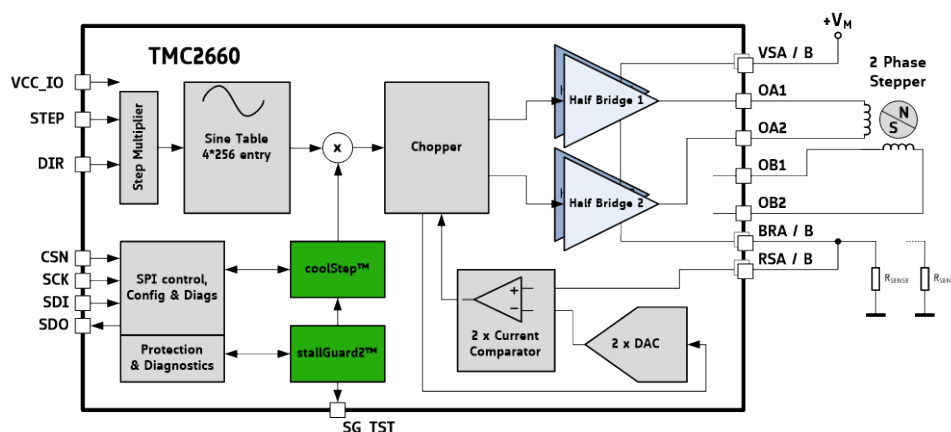 +VM
TMC2660
VSA / B
2 Phase
Stepper
VCC_IO
STEP
DIR
Step Multiplier
Sine Table
4*256 entry
x
Chopper
Half Bridge 1
Half Bridge 2
OA1
OA2
OB1
OB2
BRA / B
RSA / B
N
S
CSN
SCK
SDI
SDO
SPI control,
Config & Diags
Protection
& Diagnostics
coolStep™
stallGuard2™
+
−
2 x Current
Comparator
2 x DAC
RSENSE
RSEN
SG_TST